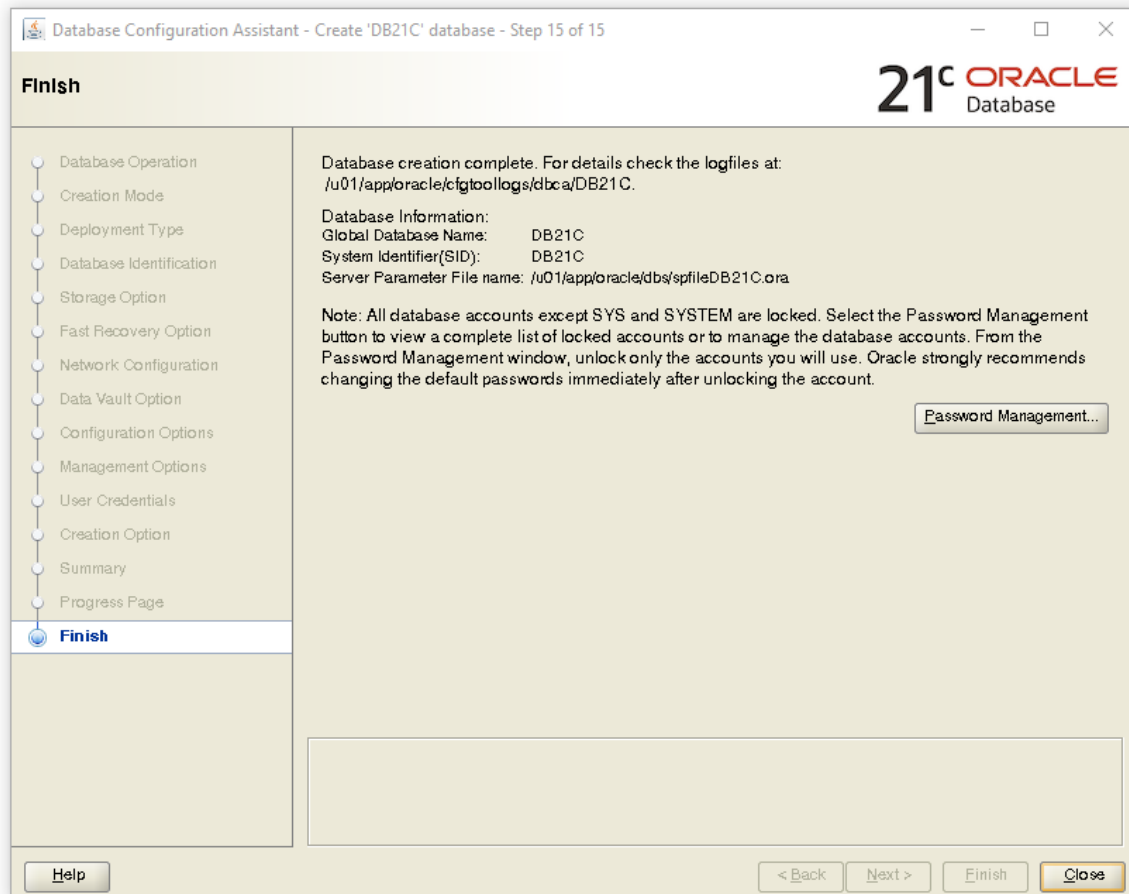 Database Configuration Assistant - Create 'DB21C' database - Step 15 of 15
Finish
21c ORACLE
Database
Database Operation
Creation Mode
Deployment Type
Database Identification
Storage Option
Fast Recovery Option
Network Configuration
Data Vault Option
Configuration Options
Management Options
User Credentials
Creation Option
Summary
Progress Page
Finish
Database creation complete. For details check the logfiles at:
/u01/app/oracle/cfgtoollogs/dbca/DB21C.
Database Information:
Global Database Name: DB21C
System Identifier(SID): DB21C
Server Parameter File name: /u01/app/oracle/dbs/spfileDB21C.ora
Note: All database accounts except SYS and SYSTEM are locked. Select the Password Management
button to view a complete list of locked accounts or to manage the database accounts. From the
Password Management window, unlock only the accounts you will use. Oracle strongly recommends
changing the default passwords immediately after unlocking the account.
Password Management...
Help
< Back
Next >
Finish
Close